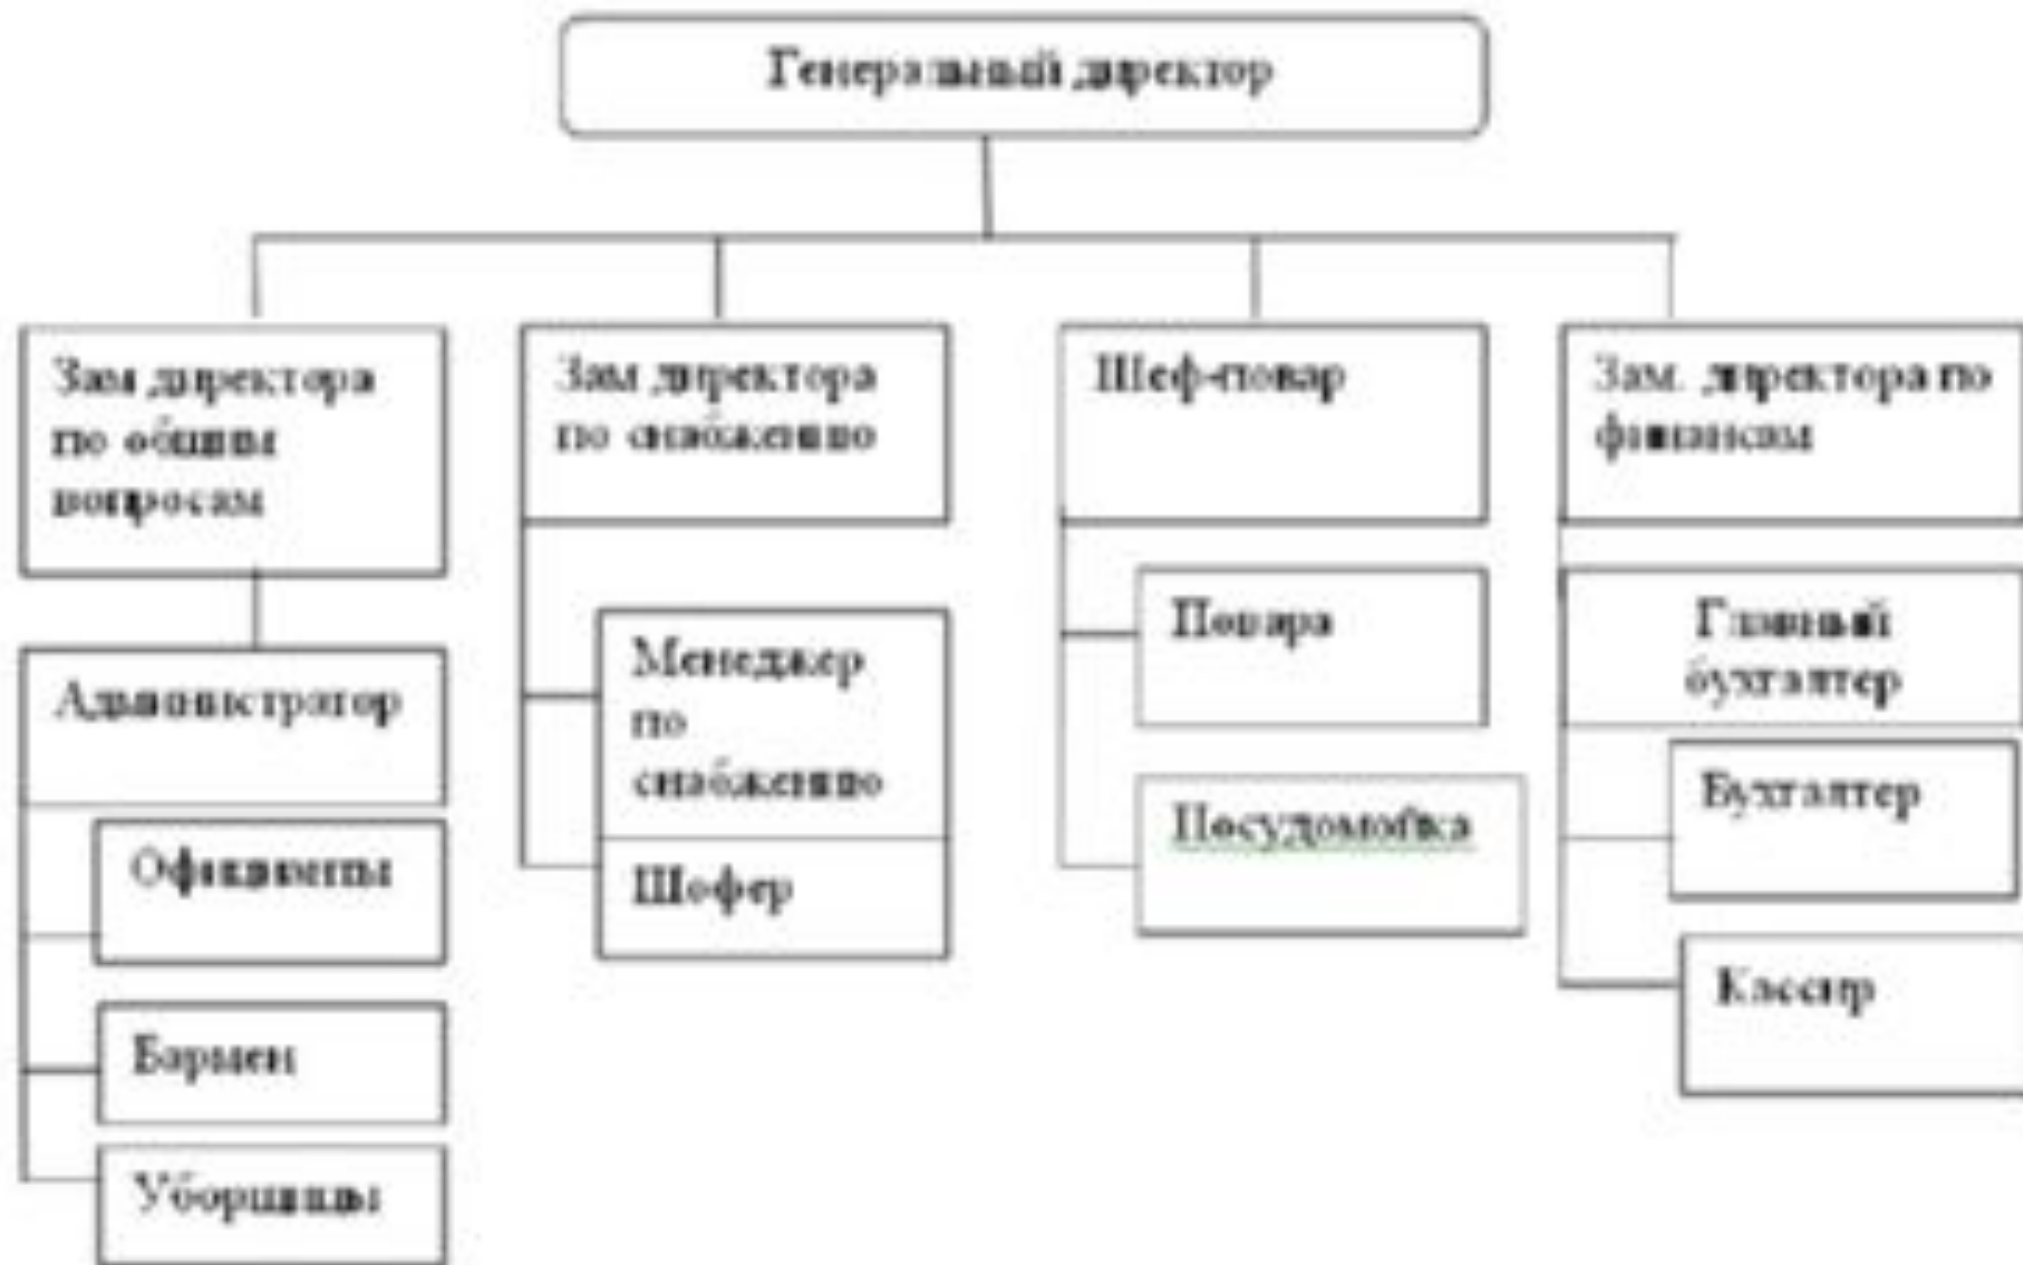 Генеральный директор
Зам директора
по общим
вопросам
Зам директора
по снабжению
Шеф-повар
Зам. директора по
финансам
Администратор
Официанты
Бармен
Уборщицы
Менеджер
по
снабжению
Шофер
Повара
Посудомойка
Главный
бухгалтер
Бухгалтер
Кассир